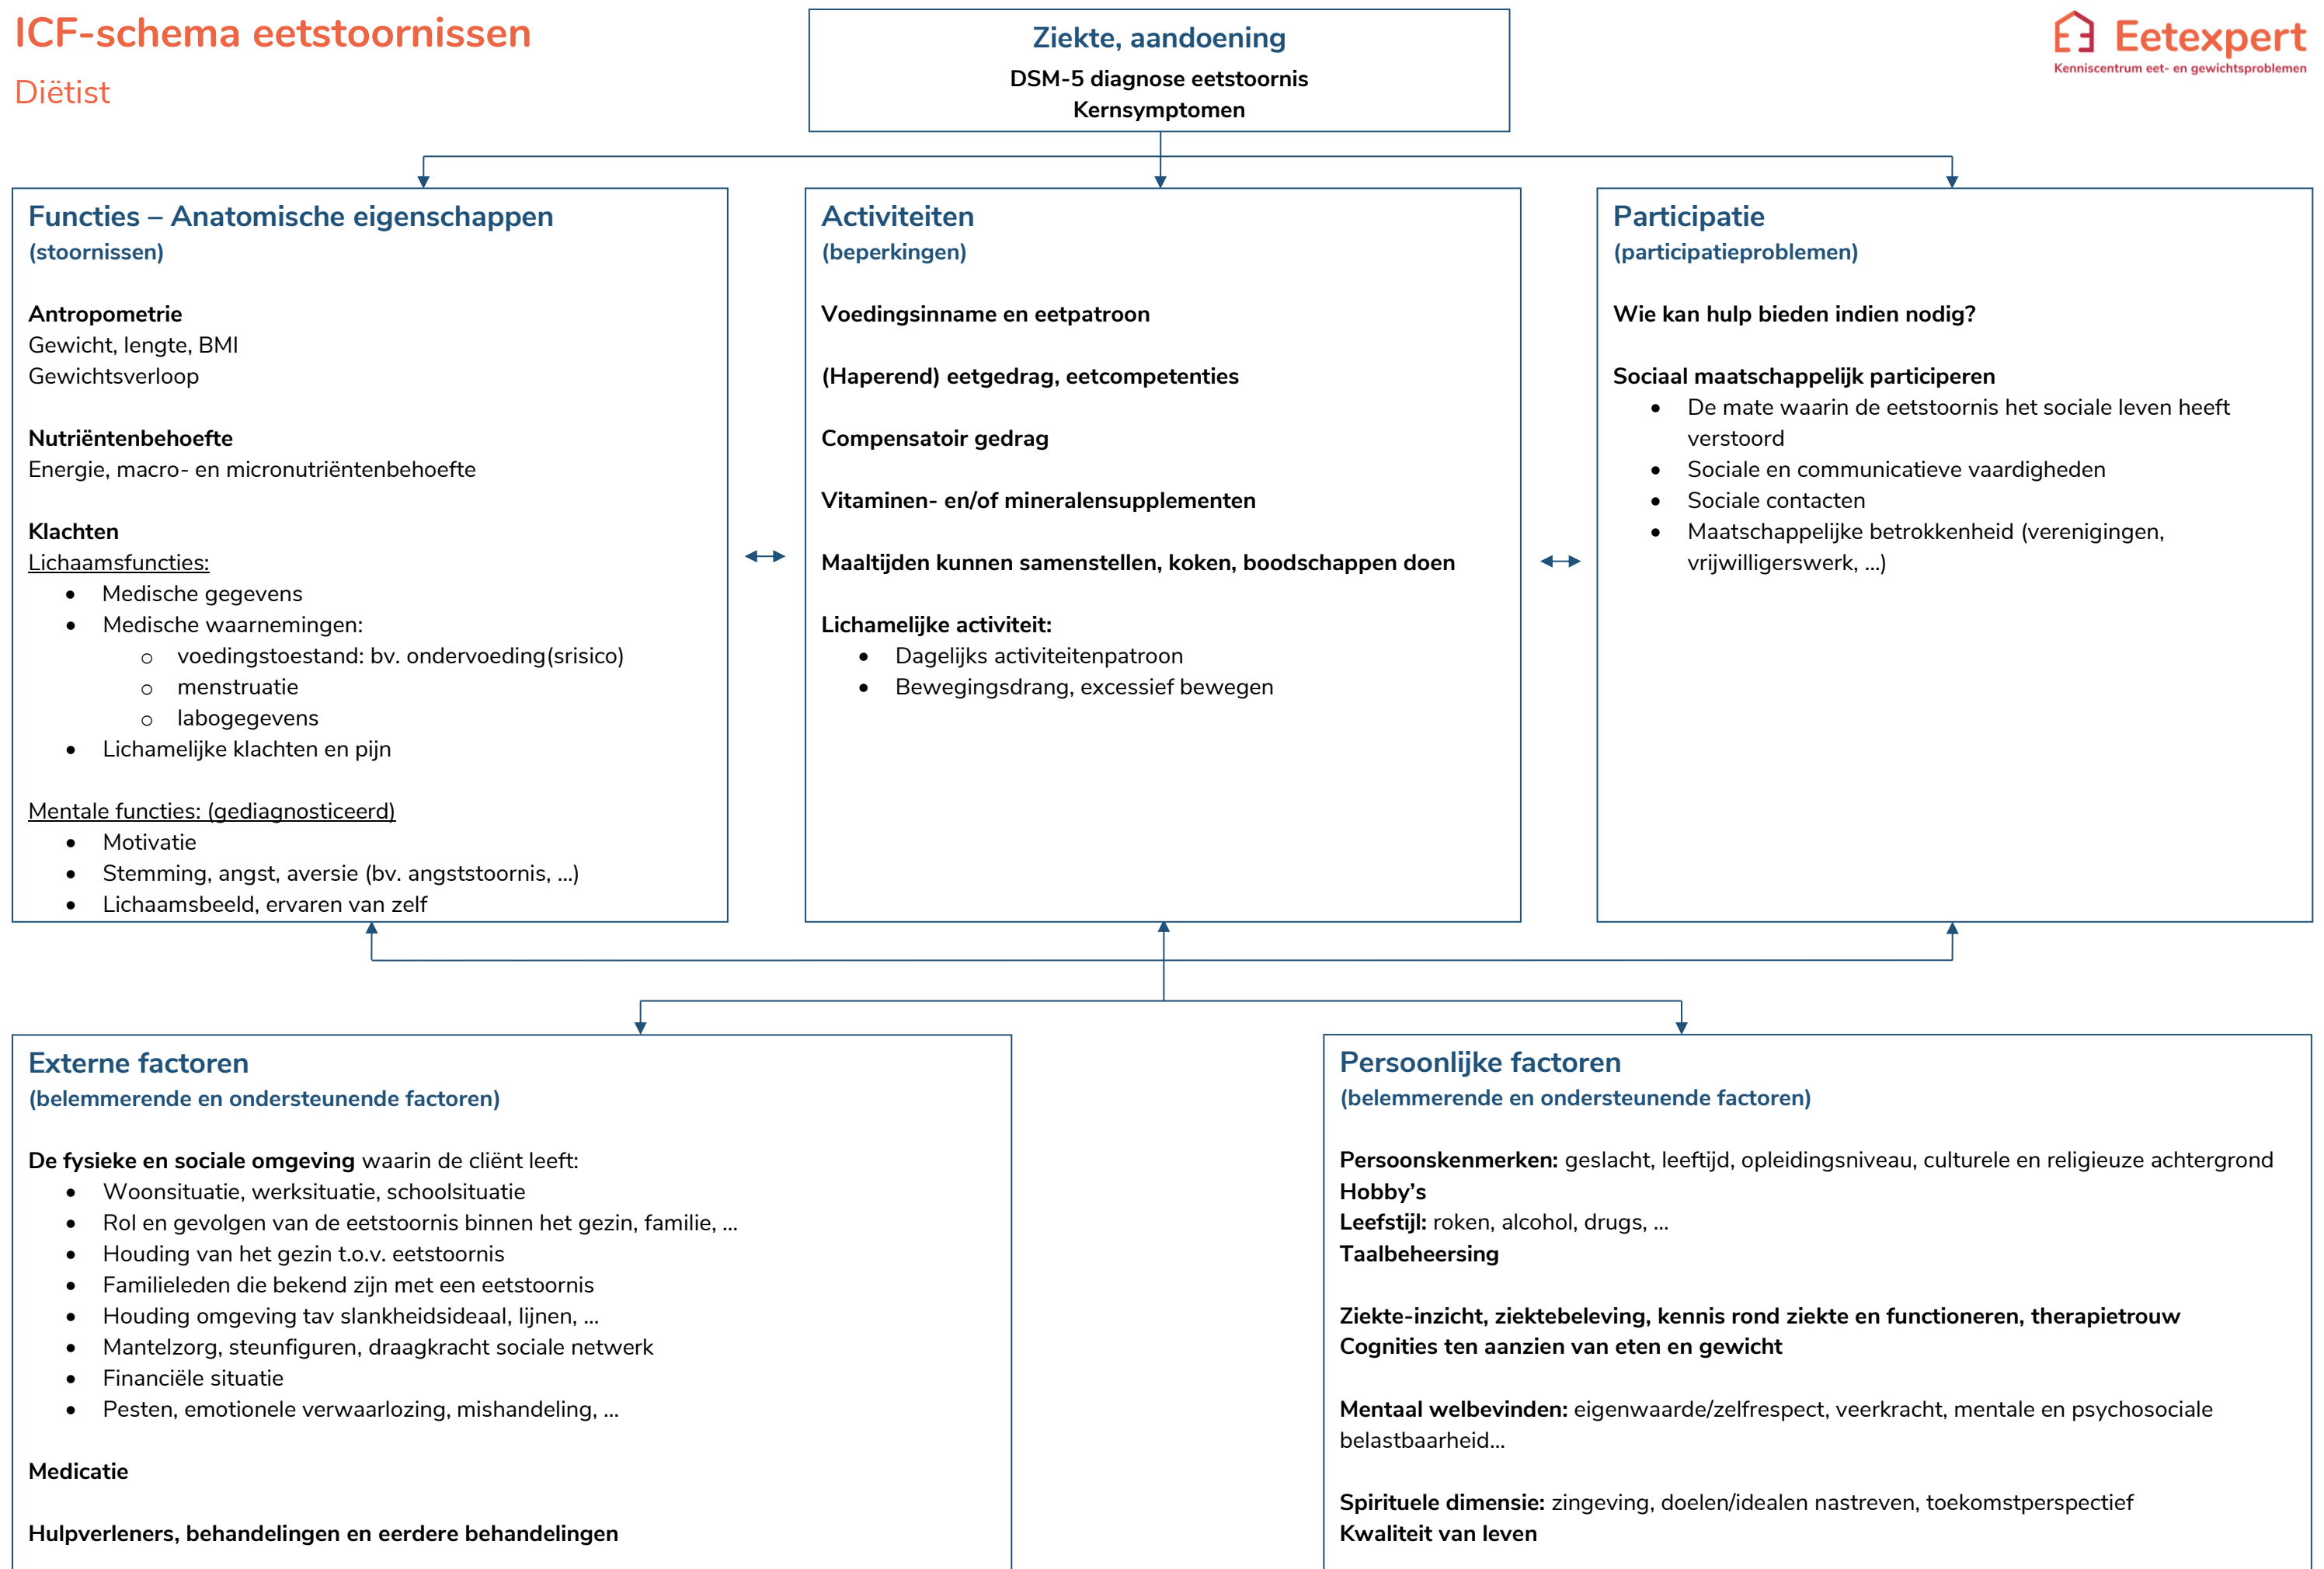 ICF-schema eetstoornissen
Diëtist
Ziekte, aandoening
DSM-5 diagnose eetstoornis
Kernsymptomen
Eetexpert
Kenniscentrum eet- en gewichtsproblemen
Functies – Anatomische eigenschappen
(stoornissen)
Antropometrie
Gewicht, lengte, BMI
Gewichtsverloop
Nutriëntenbehoefte
Energie, macro- en micronutriëntenbehoefte
Klachten
Lichaamsfuncties:
• Medische gegevens
• Medische waarnemingen:
o voedingstoestand: bv. ondervoeding(srisico)
o menstruatie
o labogegevens
• Lichamelijke klachten en pijn
Mentale functies: (gediagnosticeerd)
• Motivatie
• Stemming, angst, aversie (bv. angststoornis, ...)
• Lichaamsbeeld, ervaren van zelf
Activiteiten
(beperkingen)
Voedingsinname en eetpatroon
(Haperend) eetgedrag, eetcompetenties
Compensatoir gedrag
Vitaminen- en/of mineralensupplementen
Maaltijden kunnen samenstellen, koken, boodschappen doen
Lichamelijke activiteit:
• Dagelijks activiteitenpatroon
• Bewegingsdrang, excessief bewegen
Participatie
(participatieproblemen)
Wie kan hulp bieden indien nodig?
Sociaal maatschappelijk participeren
• De mate waarin de eetstoornis het sociale leven heeft
verstoord
• Sociale en communicatieve vaardigheden
• Sociale contacten
• Maatschappelijke betrokkenheid (verenigingen,
vrijwilligerswerk, ...)
Externe factoren
(belemmerende en ondersteunende factoren)
De fysieke en sociale omgeving waarin de cliënt leeft:
• Woonsituatie, werksituatie, schoolsituatie
• Rol en gevolgen van de eetstoornis binnen het gezin, familie, ...
• Houding van het gezin t.o.v. eetstoornis
• Familieleden die bekend zijn met een eetstoornis
• Houding omgeving tav slankheidsideaal, lijnen, ...
• Mantelzorg, steunfiguren, draagkracht sociale netwerk
• Financiële situatie
• Pesten, emotionele verwaarlozing, mishandeling, ...
Medicatie
Hulpverleners, behandelingen en eerdere behandelingen
Persoonlijke factoren
(belemmerende en ondersteunende factoren)
Persoonskenmerken: geslacht, leeftijd, opleidingsniveau, culturele en religieuze achtergrond
Hobby’s
Leefstijl: roken, alcohol, drugs, ...
Taalbeheersing
Ziekte-inzicht, ziektebeleving, kennis rond ziekte en functioneren, therapietrouw
Cognities ten aanzien van eten en gewicht
Mentaal welbevinden: eigenwaarde/zelfrespect, veerkracht, mentale en psychosociale
belastbaarheid...
Spirituele dimensie: zingeving, doelen/idealen nastreven, toekomstperspectief
Kwaliteit van leven